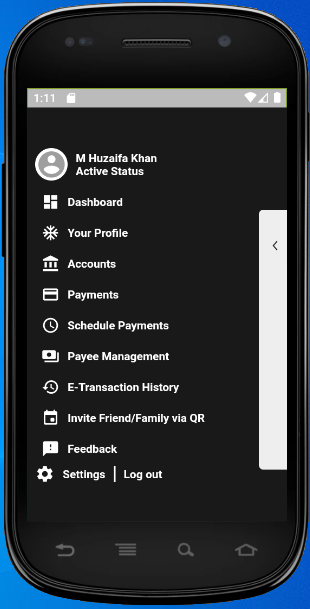 1:11
M Huzaifa Khan
Active Status
Dashboard
Your Profile
Accounts
Payments
Schedule Payments
Payee Management
E-Transaction History
Invite Friend/Family via QR
Feedback
Settings | Log out